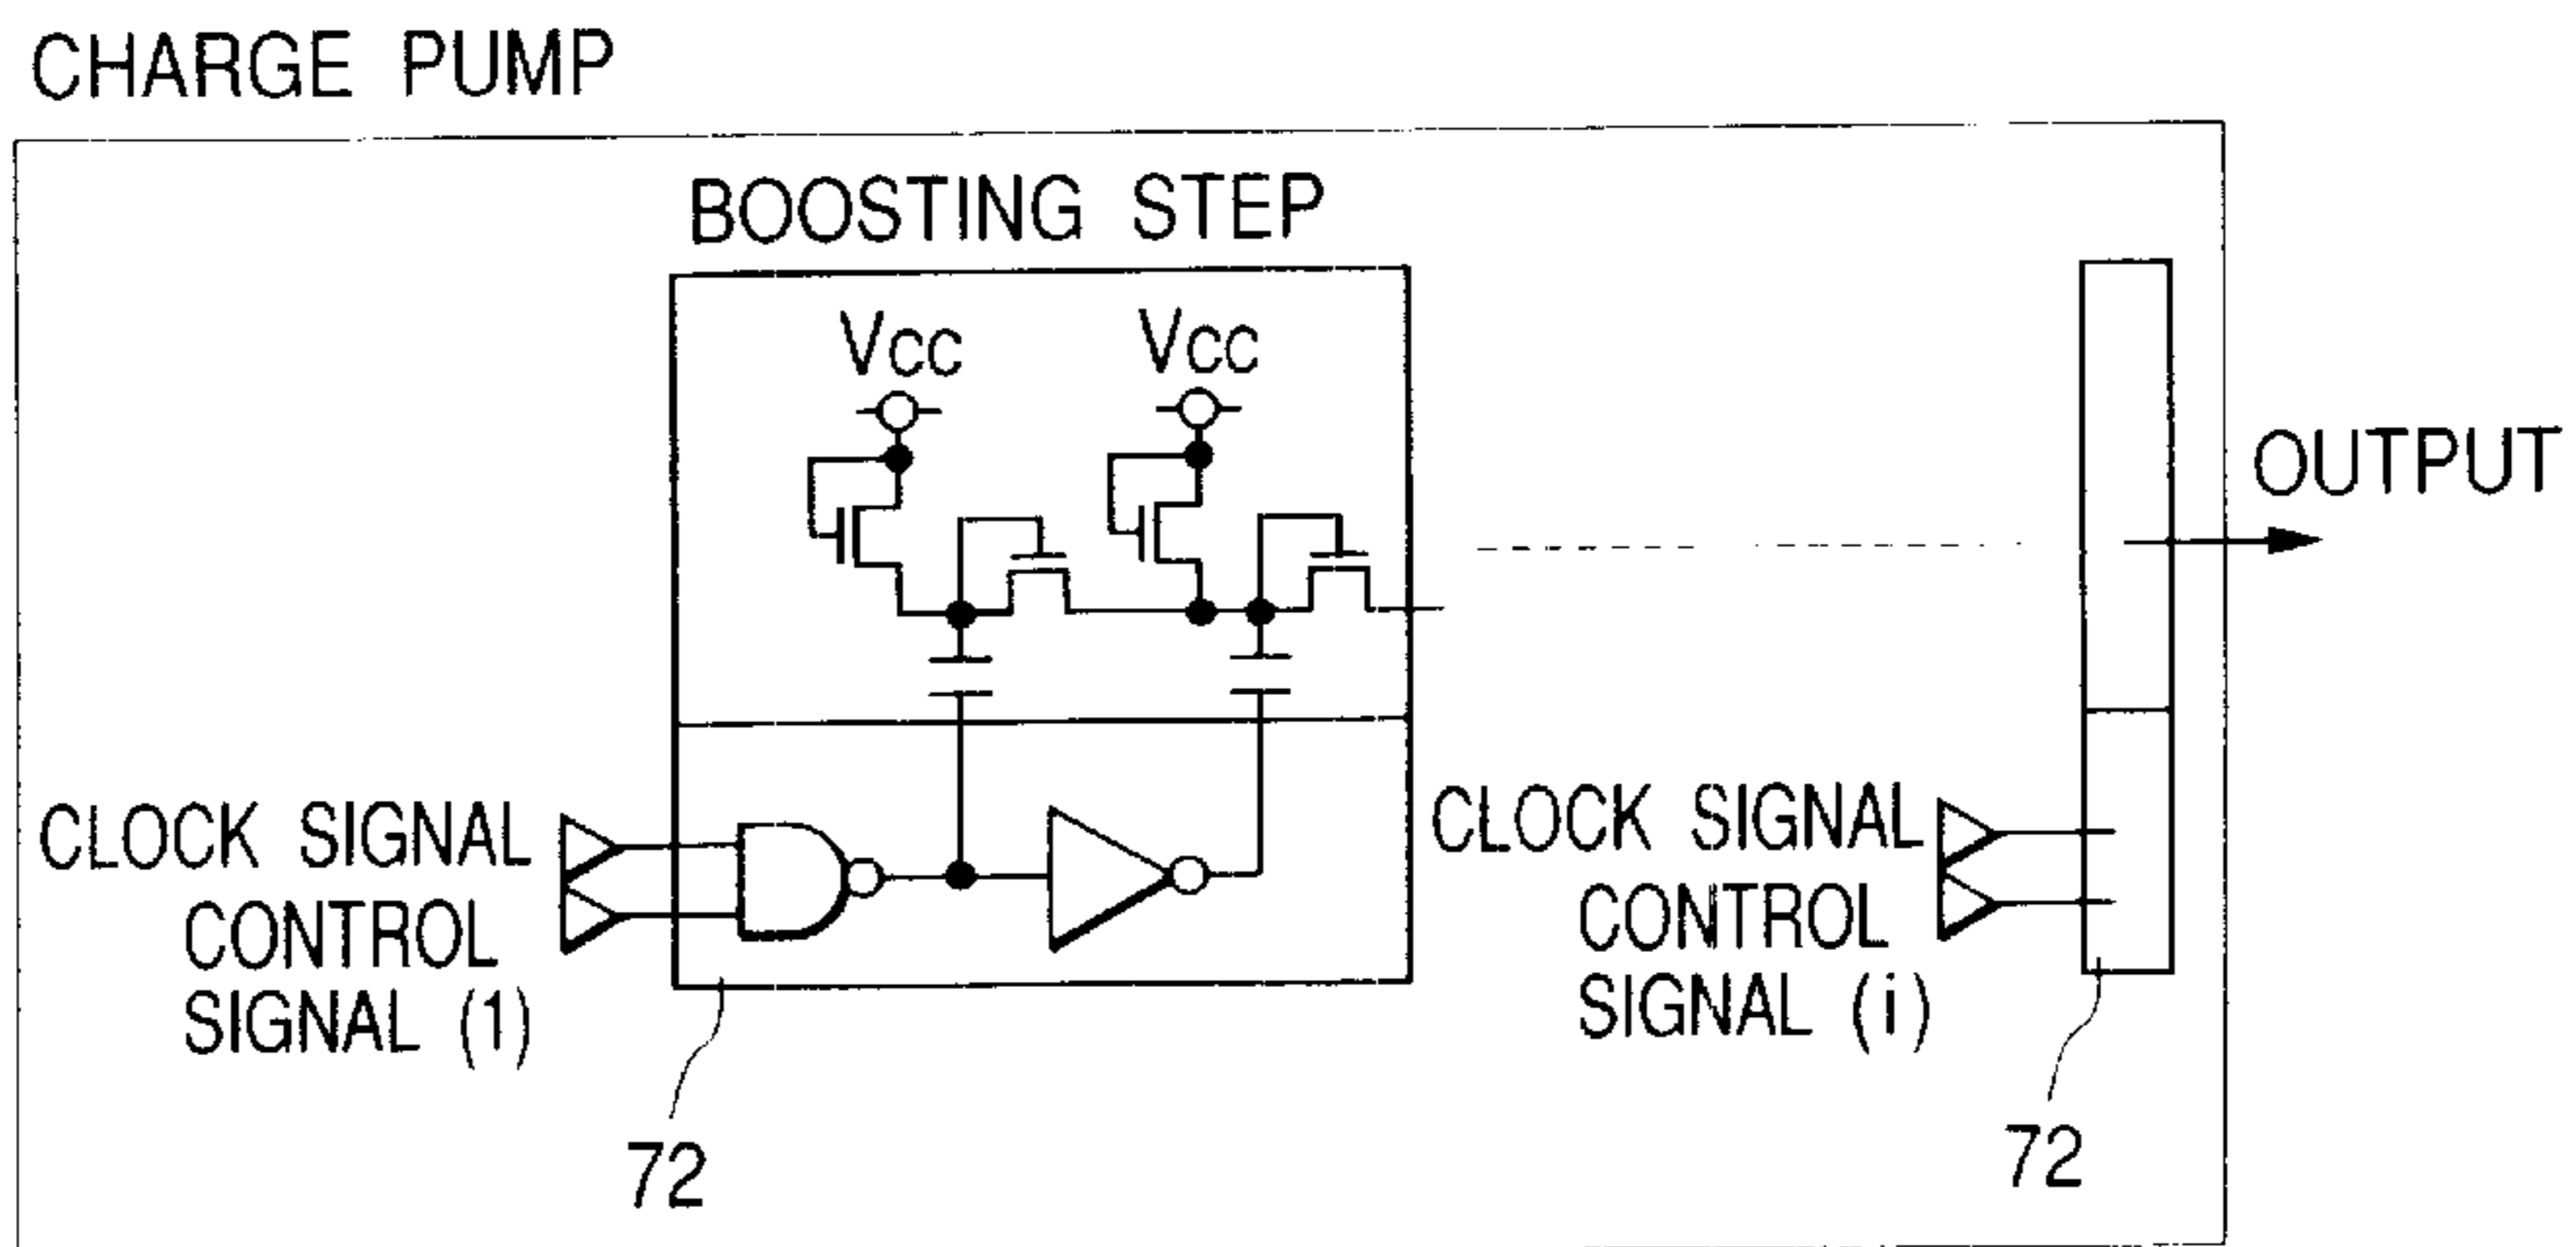 CHARGE PUMP
BOOSTING STEP
Vcc
Vcc
OUTPUT
CLOCK SIGNAL
CONTROL
SIGNAL (1)
CLOCK SIGNAL
CONTROL
SIGNAL (i)
72
72